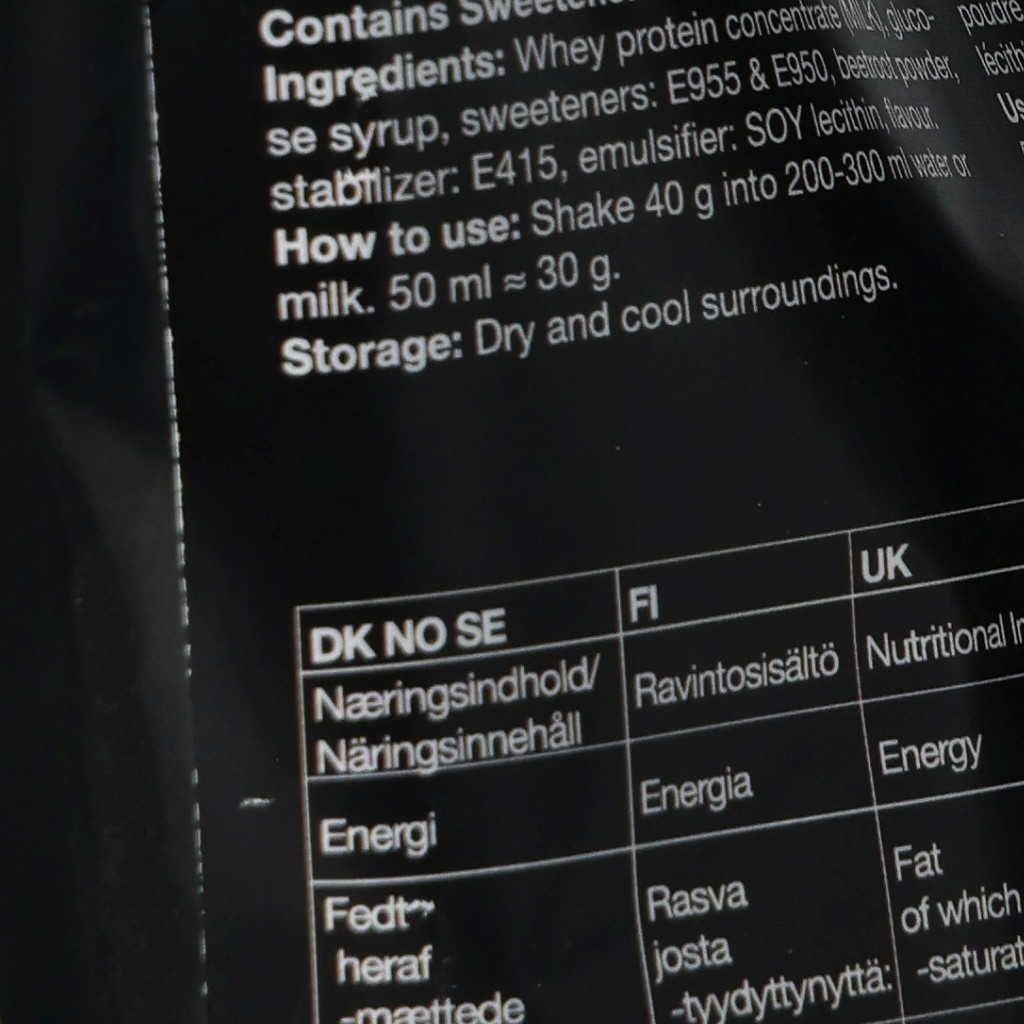 Contains
Ingredients: Whey protein concentrate (MILK), gluco-
se syrup, sweeteners: E955 & E950, beetroot powder,
stabilizer: E415, emulsifier: SOY lecithin, flavour.
How to use: Shake 40 g into 200-300 ml water or
milk. 50 ml ≈ 30 g.
Storage: Dry and cool surroundings.
poudre
DK NO SE
Næringsindhold/
Näringsinnehåll
Energi
Fedt
heraf
-mættede
FI
Ravintosisältö
Energia
Rasva
josta
-tyydyttynyttä:
UK
Nutritional
Energy
Fat
of which